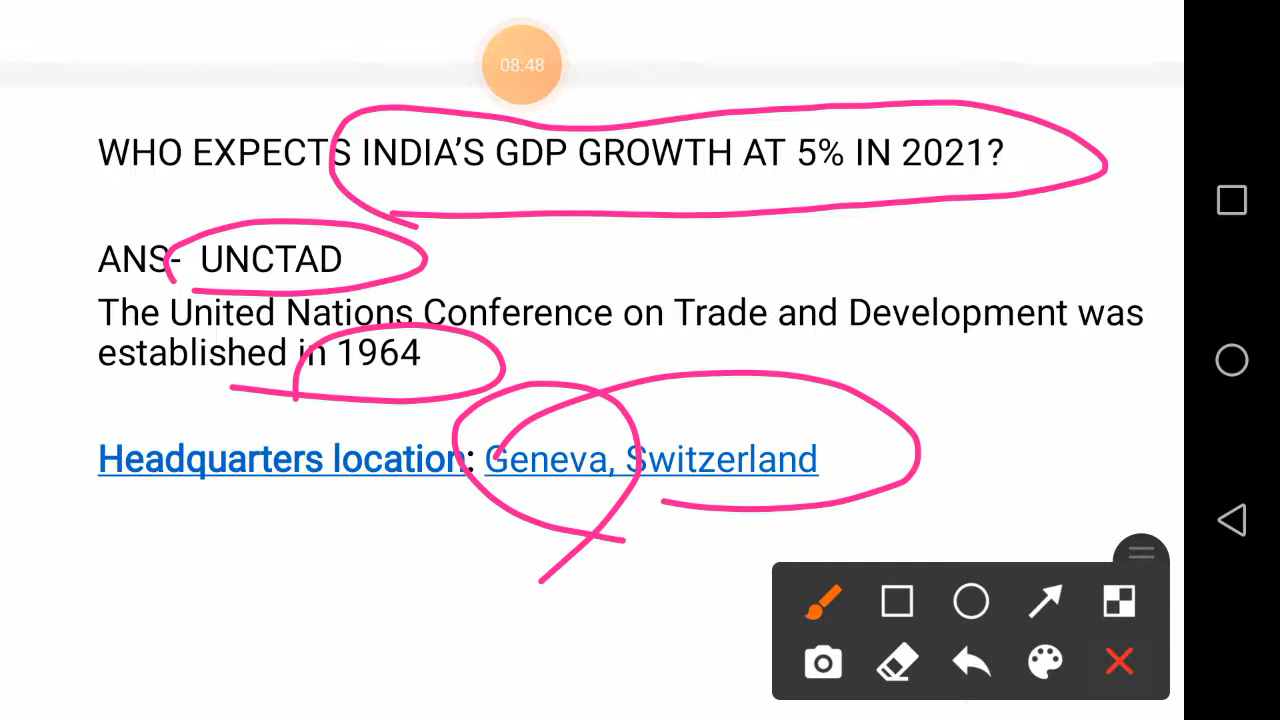 08:48
WHO EXPECTS INDIA’S GDP GROWTH AT 5% IN 2021?
ANS- UNCTAD
The United Nations Conference on Trade and Development was
established in 1964
Headquarters location: Geneva, Switzerland